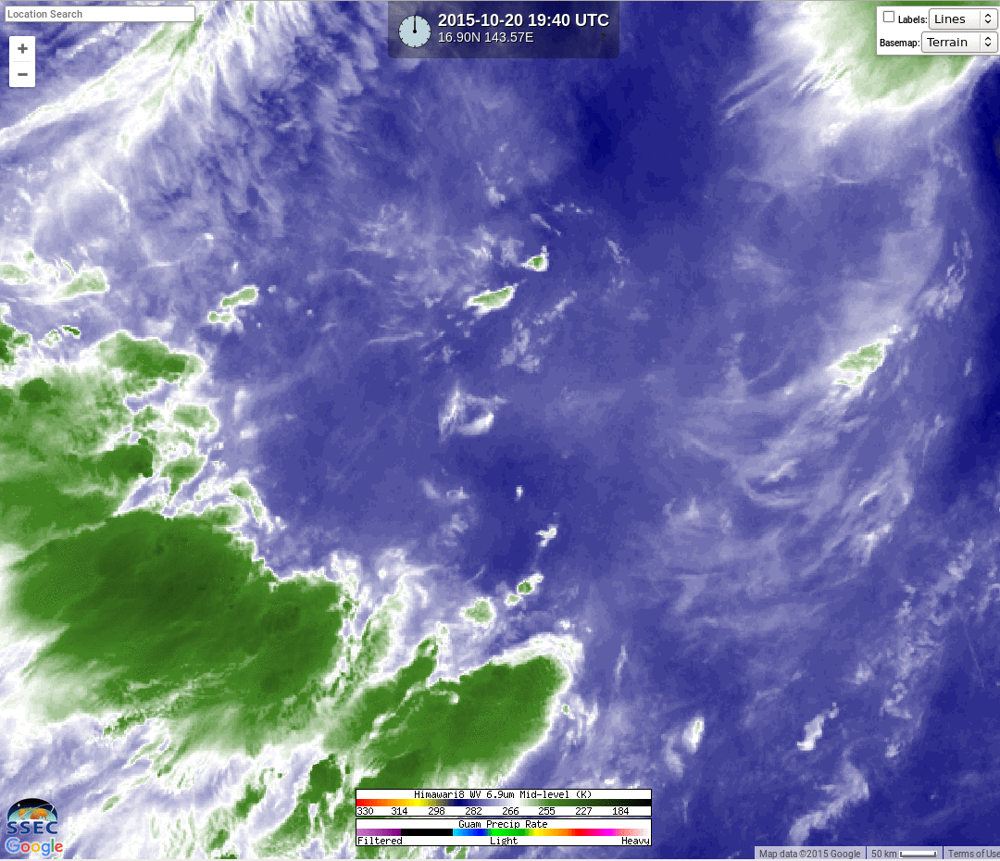 Location Search
+
−
2015-10-20 19:40 UTC
16.90N 143.57E
Labels: Lines
Basemap: Terrain
Himawari8 WV 6.9um Mid-level (K)
330 314 298 282 266 255 227 184
Guam Precip Rate
Filtered Light Heavy
SSEC
Google
Map data ©2015 Google 50 km Terms of Use